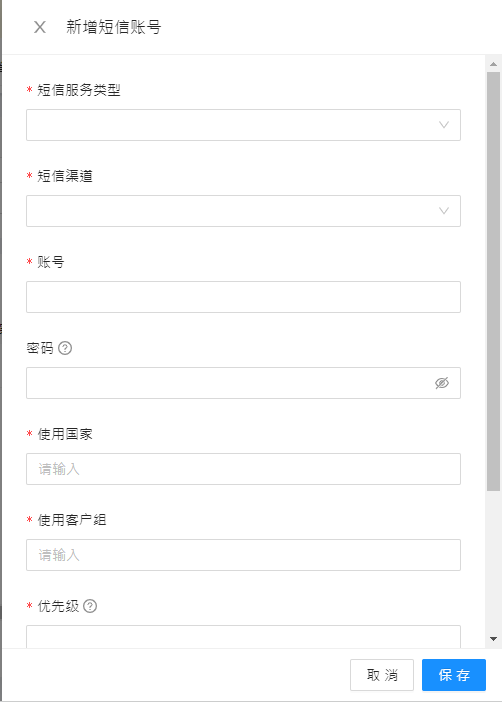 新增短信账号
* 短信服务类型
* 短信渠道
* 账号
密码
* 使用国家
请输入
* 使用客户组
请输入
* 优先级
取 消
保 存